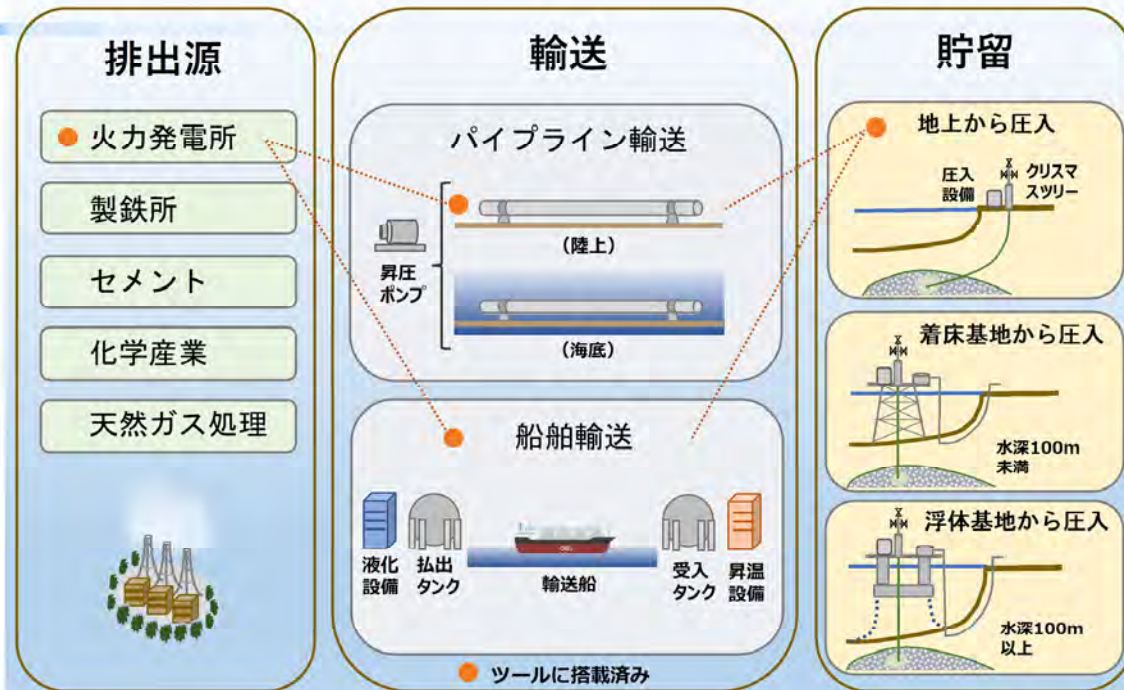 排出源
火力発電所
製鉄所
セメント
化学産業
天然ガス処理
輸送
パイプライン輸送
昇圧
ポンプ
(陸上)
(海底)
船舶輸送
液化
設備
払出
タンク
輸送船
受入
タンク
昇温
設備
ツールに搭載済み
貯留
地上から圧入
圧入
設備
クリスマ
スツリー
着床基地から圧入
水深100m
未満
浮体基地から圧入
水深100m
以上